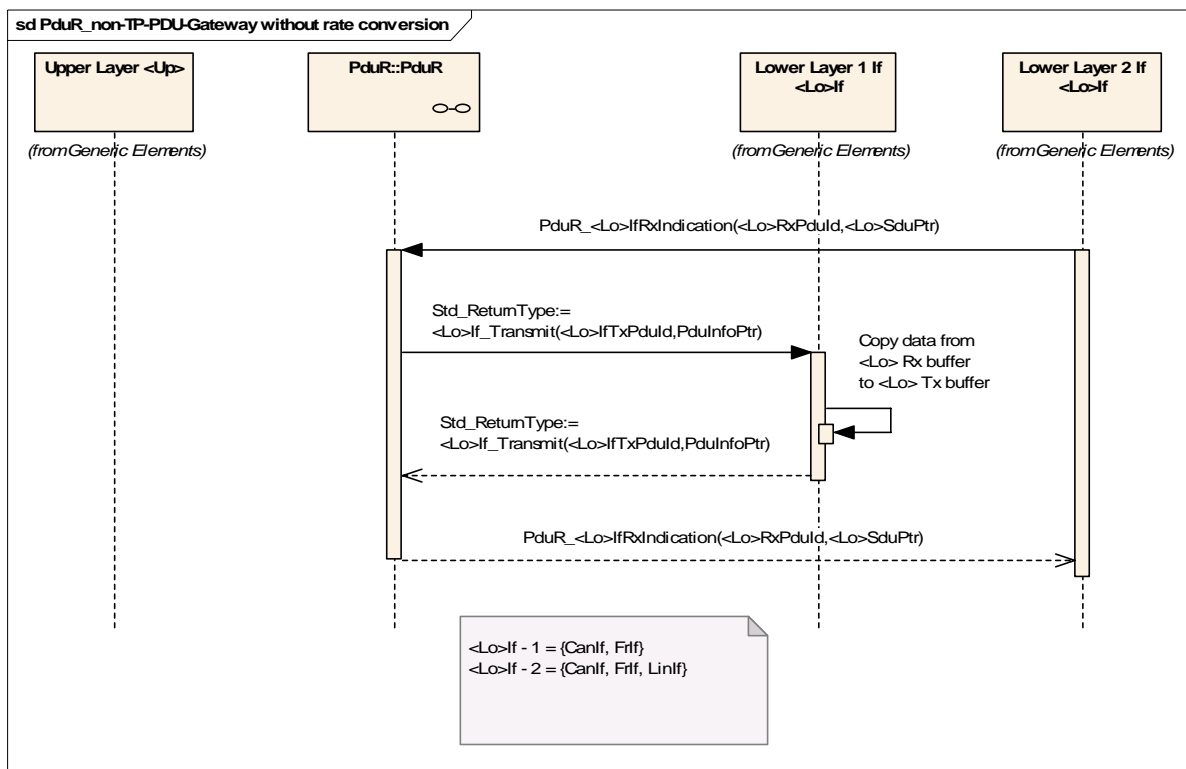 sd PduR_non-TP-PDU-Gateway without rate conversion
Upper Layer <Up>
PduR::PduR
Lower Layer 1 If
<Lo>If
Lower Layer 2 If
<Lo>If
(fromGeneric Elements)
(fromGeneric Elements)
(fromGeneric Elements)
PduR_<Lo>IfRxIndication(<Lo>RxPduId,<Lo>SduPtr)
Std_ReturnType:=
<Lo>If_Transmit(<Lo>IfTxPduId,PduInfoPtr)
Copy data from
<Lo> Rx buffer
to <Lo> Tx buffer
Std_ReturnType:=
<Lo>If_Transmit(<Lo>IfTxPduId,PduInfoPtr)
PduR_<Lo>IfRxIndication(<Lo>RxPduId,<Lo>SduPtr)
<Lo>If - 1 = {CanIf, FrIf}
<Lo>If - 2 = {CanIf, FrIf, LinIf}